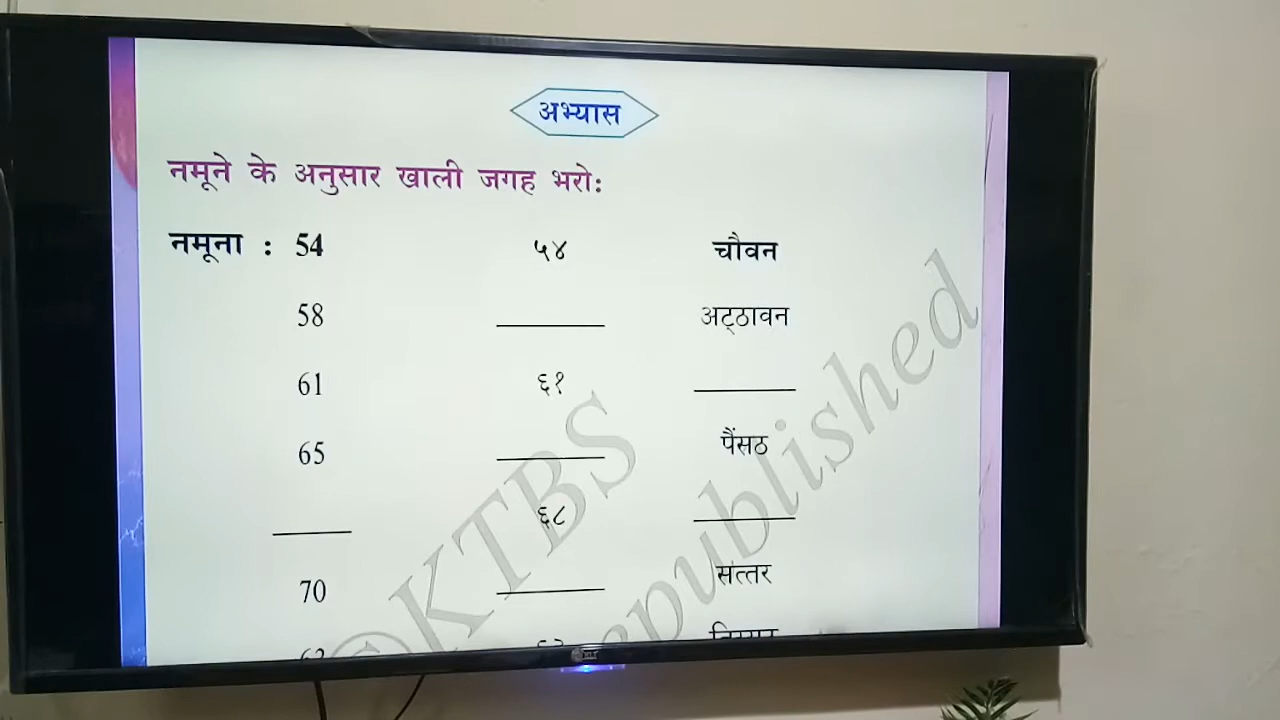 अभ्यास
नमूने के अनुसार खाली जगह भरो:
नमूना : 54 ५४ चौवन
58 अट्ठावन
61 ६१
65 पैंसठ
६८
70 सत्तर
©KTBS
republished